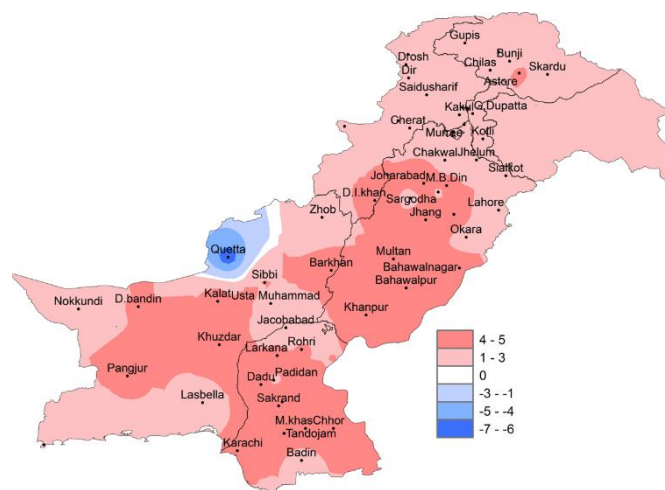 Gupis
Drosh
Bunji
Dir
Chilas
Skardu
Astore
Saidusharif
Kakul
G.Dupatta
Cherat
Murree
Kotli
Chakwal
Jhelum
Sialkot
Joharabad
M.B.Din
D.I.khan
Sargodha
Lahore
Zhob
Jhang
Okara
Quetta
Multan
Barkhan
Bahawalnagar
Sibbi
Bahawalpur
Nokkundi
D.bandin
Kalat
Usta
Muhammad
Khanpur
Jacobabad
Khuzdar
Larkana
Rohri
Pangjur
Dadu
Padidan
Lasbella
Sakrand
M.khas
Chhor
Tandojam
Karachi
Badin
4 - 5
1 - 3
0
-3 - -1
-5 - -4
-7 - -6